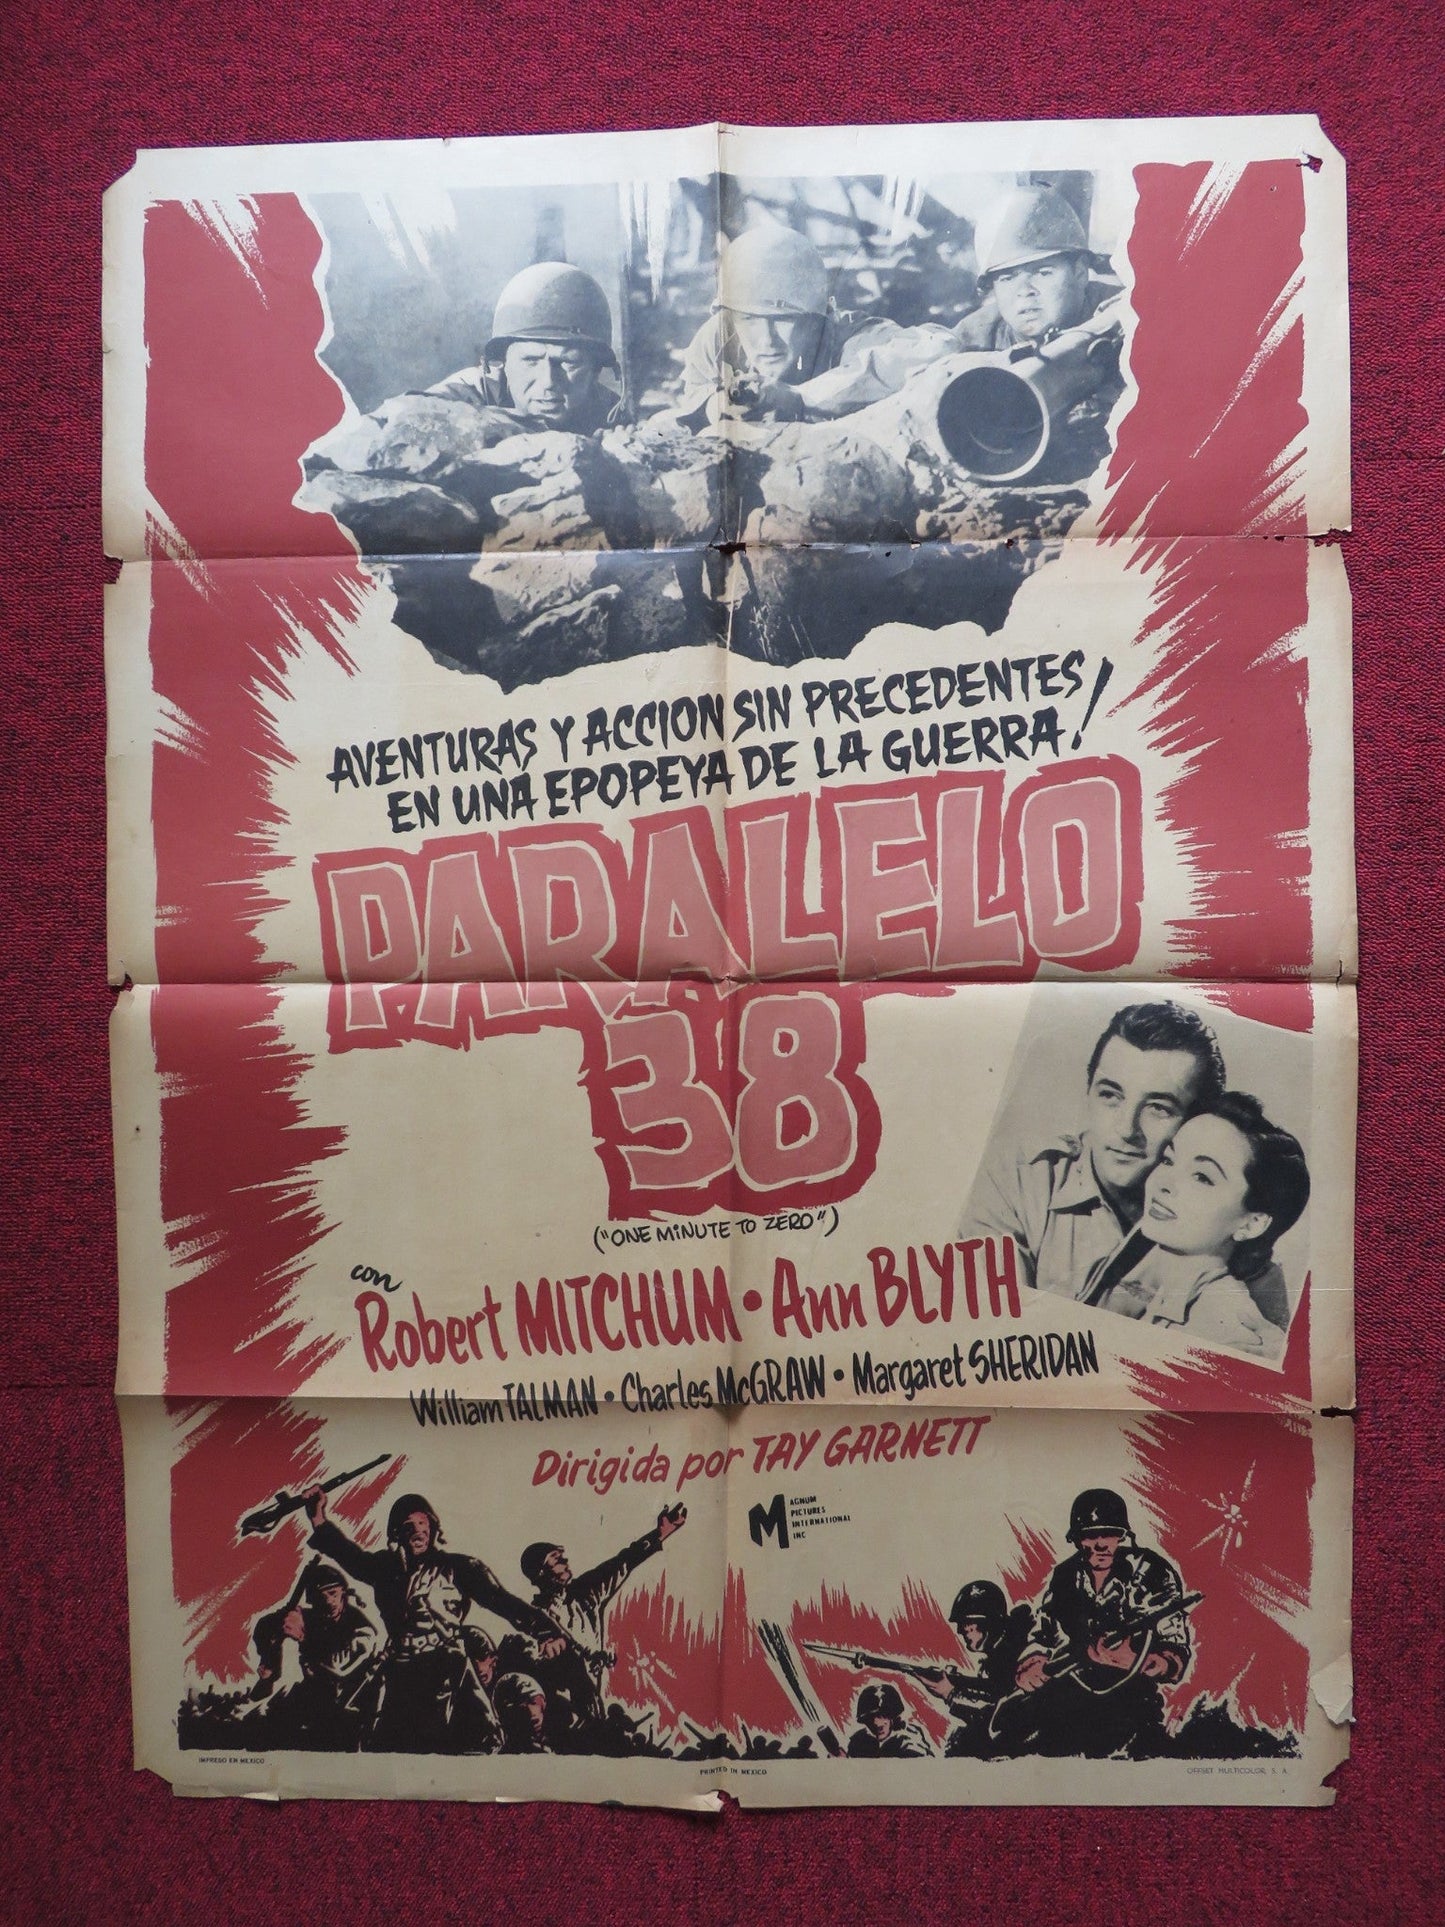 AVENTURAS Y ACCION SIN PRECEDENTES
EN UNA EPOPEYA DE LA GUERRA!
PARALELO
38
("ONE MINUTE TO ZERO")
con
Robert MITCHUM • Ann BLYTH
William TALMAN • Charles McGRAW • Margaret SHERIDAN
Dirigida por TAY GARNETT
MAGNUM
PICTURES
INTERNATIONAL
INC
IMPRESO EN MEXICO
PRINTED IN MEXICO
OFFSET MULTICOLOR, S. A.